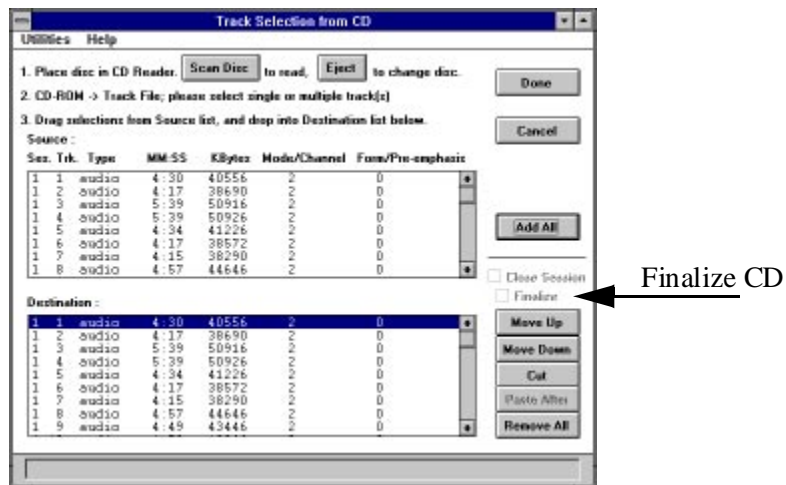 Track Selection from CD
Utilities Help
1. Place disc in CD Reader. Scan Disc to read, Eject to change disc.
Done
2. CD-ROM -> Track File; please select single or multiple track(s)
3. Drag selections from Source list, and drop into Destination list below.
Cancel
Source :
Ses. Trk. Type MM:SS KBytes Mode/Channel Form/Pre-emphasis
1 1 audio 4:30 40556 2 0
1 2 audio 4:17 38690 2 0
1 3 audio 5:39 50916 2 0
1 4 audio 5:39 50926 2 0
1 5 audio 4:34 41226 2 0
1 6 audio 4:17 38572 2 0
1 7 audio 4:15 38290 2 0
1 8 audio 4:57 44646 2 0
Add All
Close Session
Finalize
Finalize CD
Destination :
1 1 audio 4:30 40556 2 0
1 2 audio 4:17 38690 2 0
1 3 audio 5:39 50916 2 0
1 4 audio 5:39 50926 2 0
1 5 audio 4:34 41226 2 0
1 6 audio 4:17 38572 2 0
1 7 audio 4:15 38290 2 0
1 8 audio 4:57 44646 2 0
1 9 audio 4:49 43446 2 0
Move Up
Move Down
Cut
Paste After
Remove All